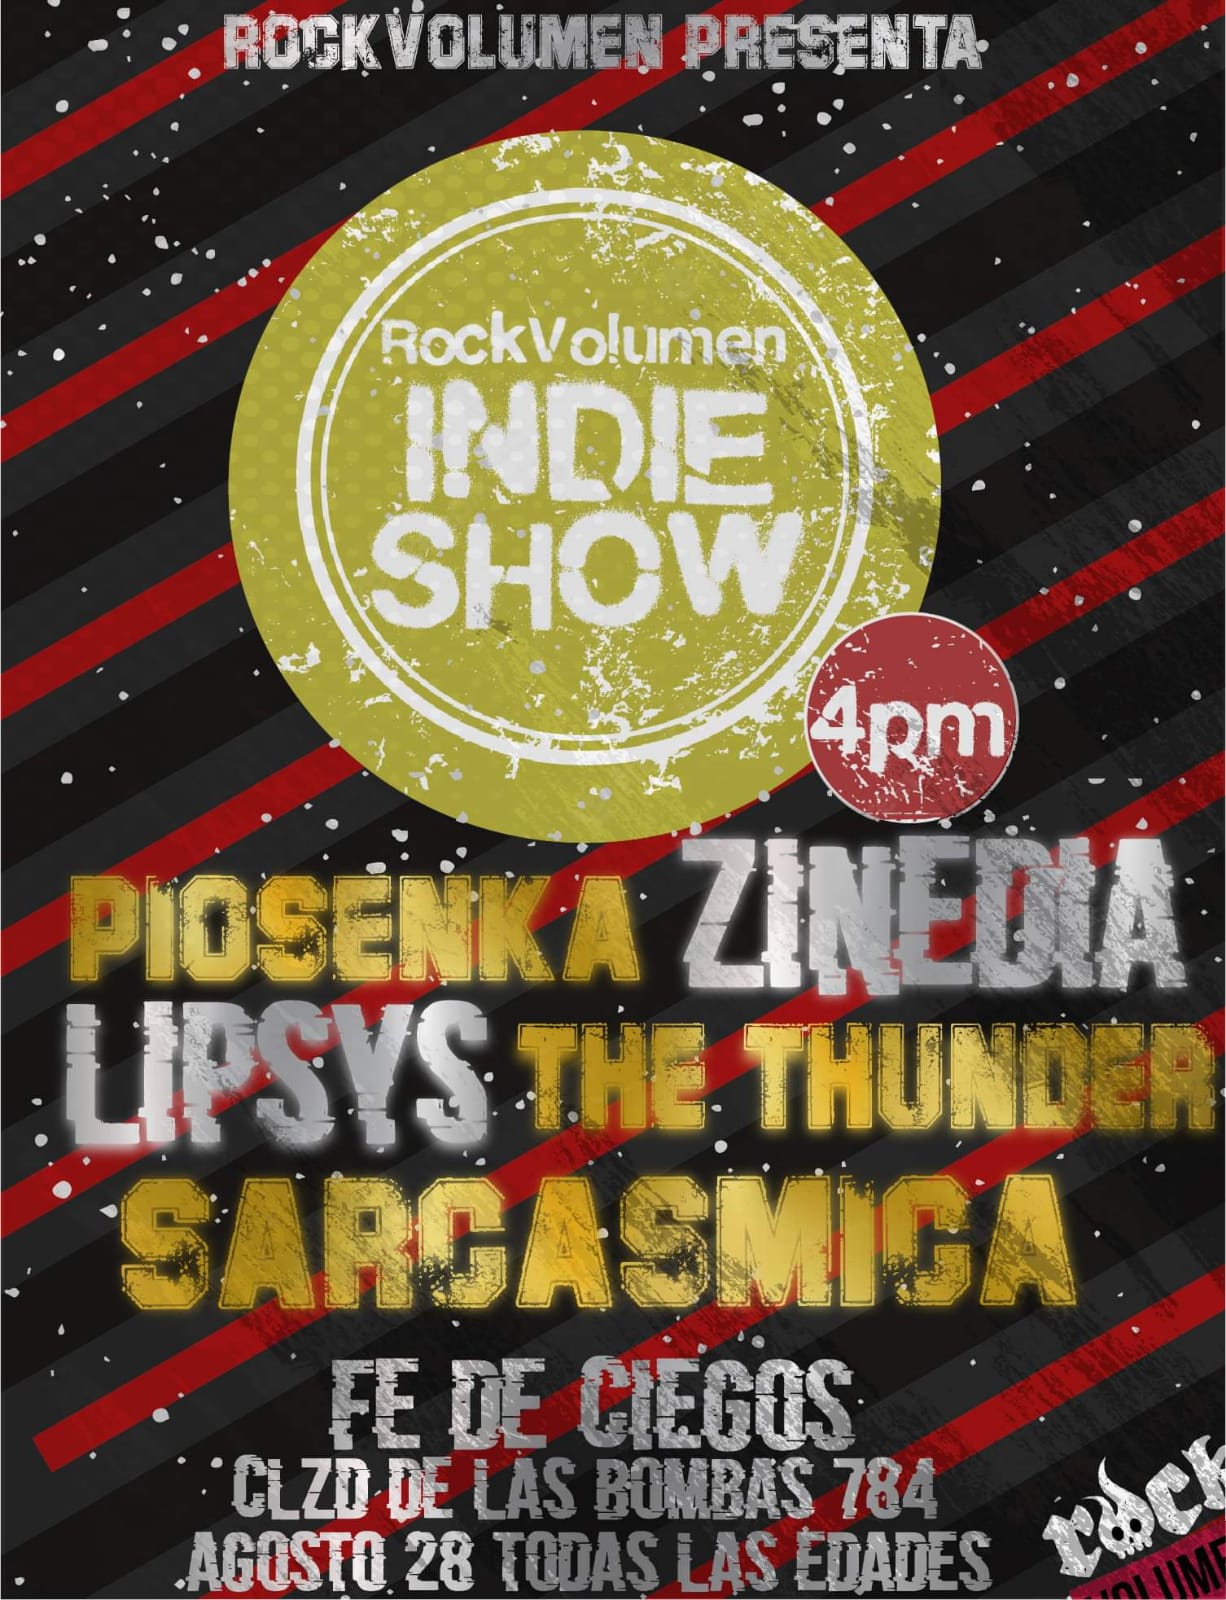 ROCKVOLUMEN PRESENTA
RockVolumen
INDIE
SHOW
4pm
PIOSENKA ZINEDIA
LIPSYS THE THUNDER
SARCASMICA
FE DE CIEGOS
CLZD DE LAS BOMBAS 784
AGOSTO 28 TODAS LAS EDADES
rock
VOLUME